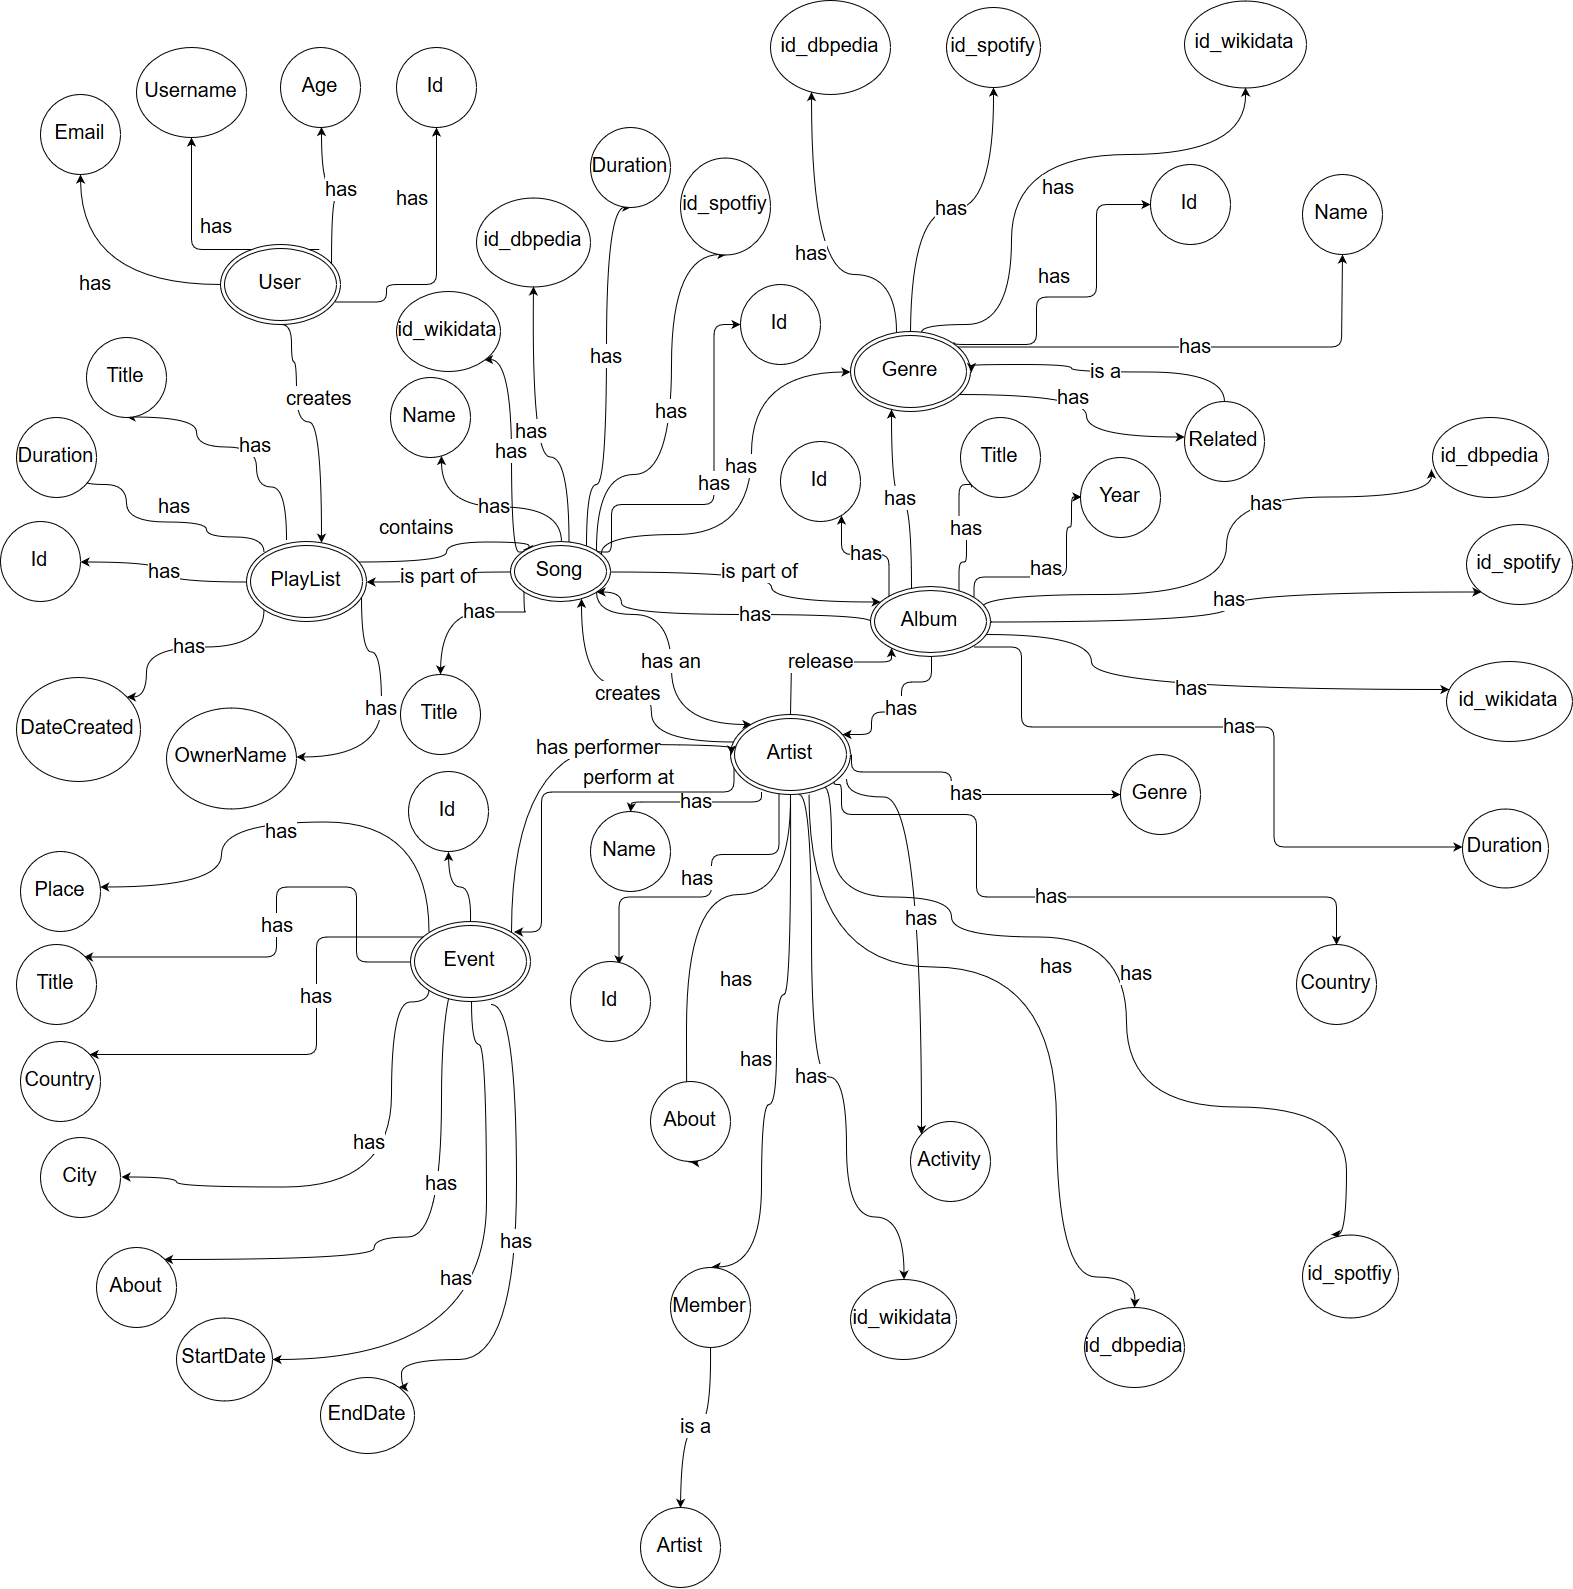 id_dbpedia
id_spotify
id_wikidata
Username
Age
Id
Email
Duration
id_spotfiy
id_dbpedia
Id
Name
has
has
has
has
has
has
has
has
has
User
id_wikidata
Id
Title
creates
Name
has
Genre
is a
has
has
Related
Duration
has
has
has
has
has
has
has
Id
Title
Year
id_dbpedia
has
has
has
contains
has
has
has
Id
has
PlayList
is part of
Song
is part of
has
id_spotify
has
has
has
Album
has
DateCreated
OwnerName
has
Title
has an
creates
release
has
has
id_wikidata
has
has performer
perform at
Artist
Id
has
Name
has
Genre
Duration
has
Place
has
has
has
has
Title
Event
Id
has
has
has
Country
has
Country
has
has
About
Activity
City
has
has
About
has
has
Member
id_wikidata
id_dbpedia
id_spotfiy
StartDate
EndDate
is a
Artist